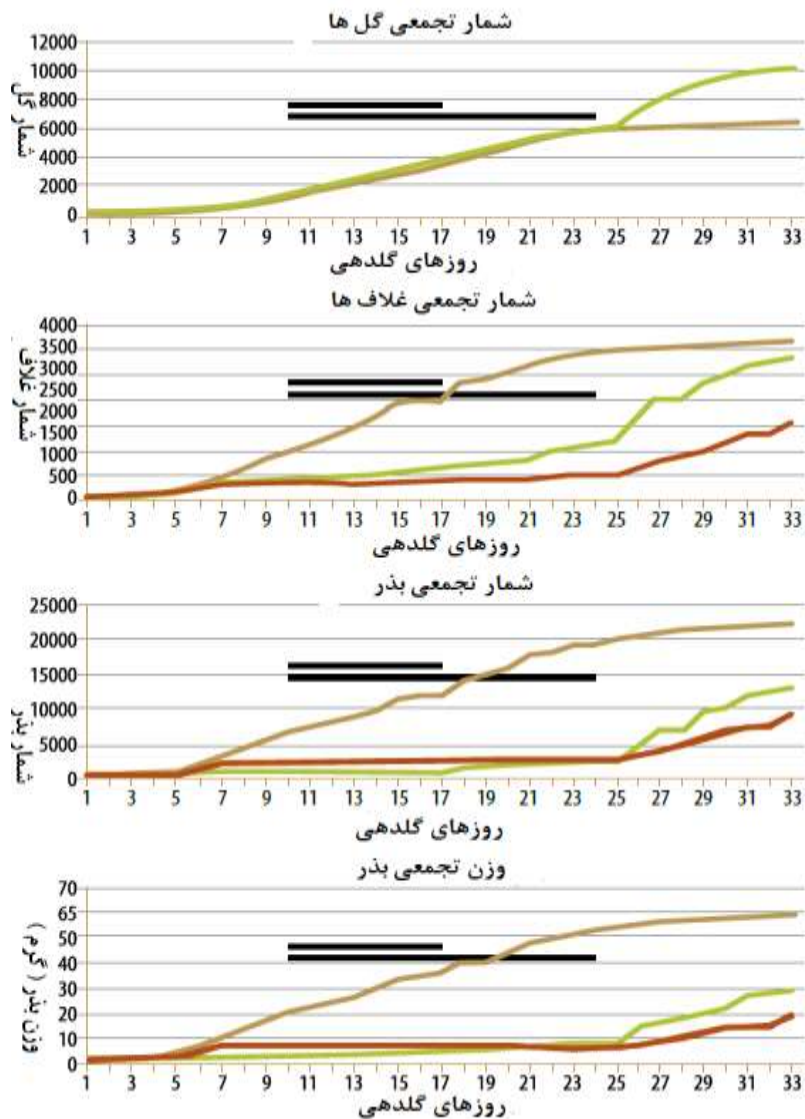 شمار تجمعی گل ها
12000
10000
8000
6000
4000
2000
0
شمار گل
1 3 5 7 9 11 13 15 17 19 21 23 25 27 29 31 33
روزهای گلدهی
شمار تجمعی غلاف ها
4000
3500
3000
2500
2000
1500
1000
500
0
شمار غلاف
1 3 5 7 9 11 13 15 17 19 21 23 25 27 29 31 33
روزهای گلدهی
شمار تجمعی بذر
25000
20000
15000
10000
5000
0
شمار بذر
1 3 5 7 9 11 13 15 17 19 21 23 25 27 29 31 33
روزهای گلدهی
وزن تجمعی بذر
70
65
50
40
30
20
10
0
وزن بذر ( گرم )
1 3 5 7 9 11 13 15 17 19 21 23 25 27 29 31 33
روزهای گلدهی